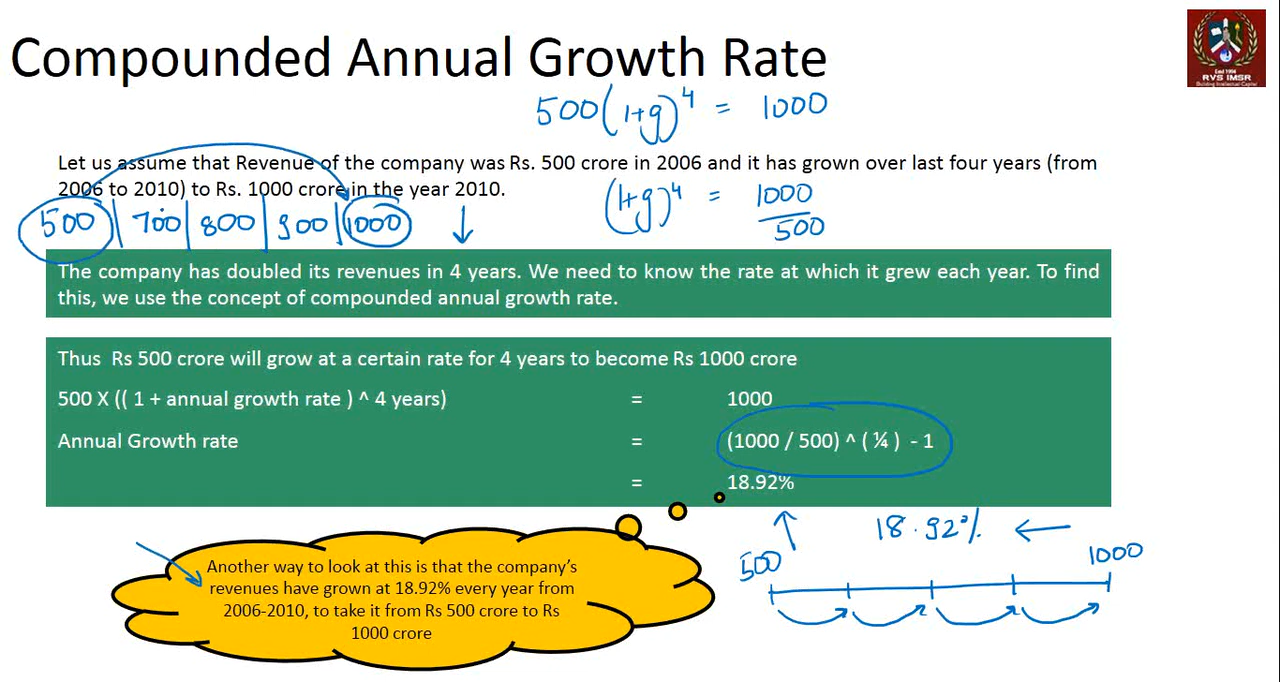 Compounded Annual Growth Rate
Estd 1994
RVS IMSR
Building Intellectual Capital
500(1+g)^4 = 1000
Let us assume that Revenue of the company was Rs. 500 crore in 2006 and it has grown over last four years (from
2006 to 2010) to Rs. 1000 crore in the year 2010.
(1+g)^4 = 1000
500
500 | 700 | 800 | 900 | 1000
The company has doubled its revenues in 4 years. We need to know the rate at which it grew each year. To find
this, we use the concept of compounded annual growth rate.
Thus Rs 500 crore will grow at a certain rate for 4 years to become Rs 1000 crore
500 X (( 1 + annual growth rate ) ^ 4 years) = 1000
Annual Growth rate = (1000 / 500) ^ ( ¼ ) - 1
= 18.92%
18.92%
500
1000
Another way to look at this is that the company’s
revenues have grown at 18.92% every year from
2006-2010, to take it from Rs 500 crore to Rs
1000 crore